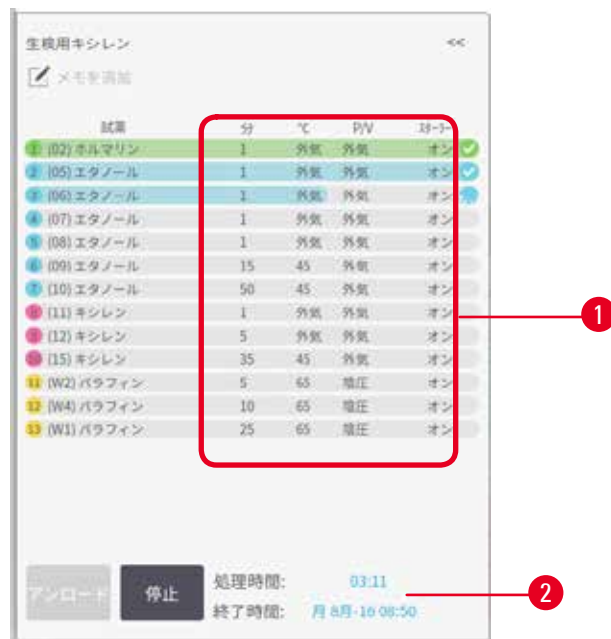 生検用キシレン <<
メモを追加
試薬 分 °C P/V スターラー
1 (02) ホルマリン 1 外気 外気 オン
2 (05) エタノール 1 外気 外気 オン
3 (06) エタノール 1 外気 外気 オン
4 (07) エタノール 1 外気 外気 オン
5 (08) エタノール 1 外気 外気 オン
6 (09) エタノール 15 45 外気 オン
7 (10) エタノール 50 45 外気 オン
8 (11) キシレン 1 外気 外気 オン
9 (12) キシレン 5 外気 外気 オン
10 (15) キシレン 35 45 外気 オン
11 (W2) パラフィン 5 65 陰圧 オン
12 (W4) パラフィン 10 65 陰圧 オン
13 (W1) パラフィン 25 65 陰圧 オン
1
アンロード 停止 処理時間: 03:11
終了時間: 月 8月-16 08:50
2